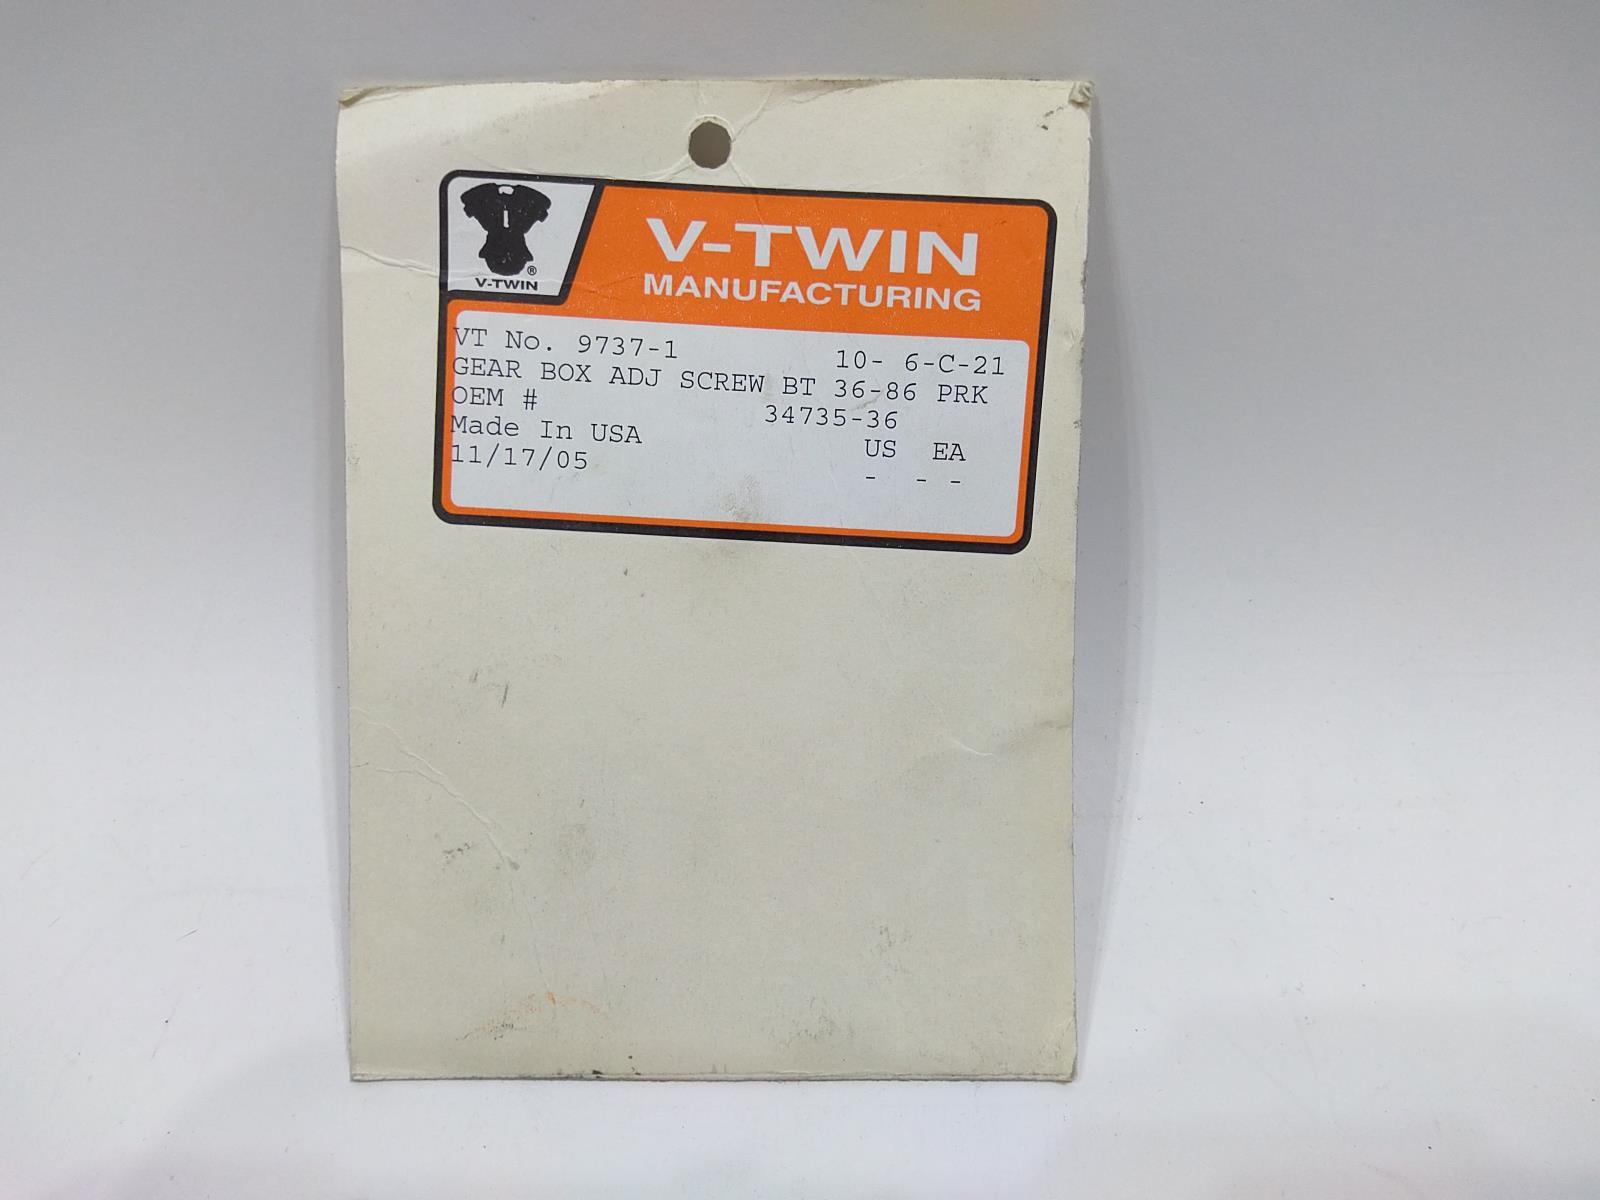 V-TWIN
MANUFACTURING
®
V-TWIN
VT No. 9737-1 10- 6-C-21
GEAR BOX ADJ SCREW BT 36-86 PRK
OEM # 34735-36
Made In USA US EA
11/17/05 - - -